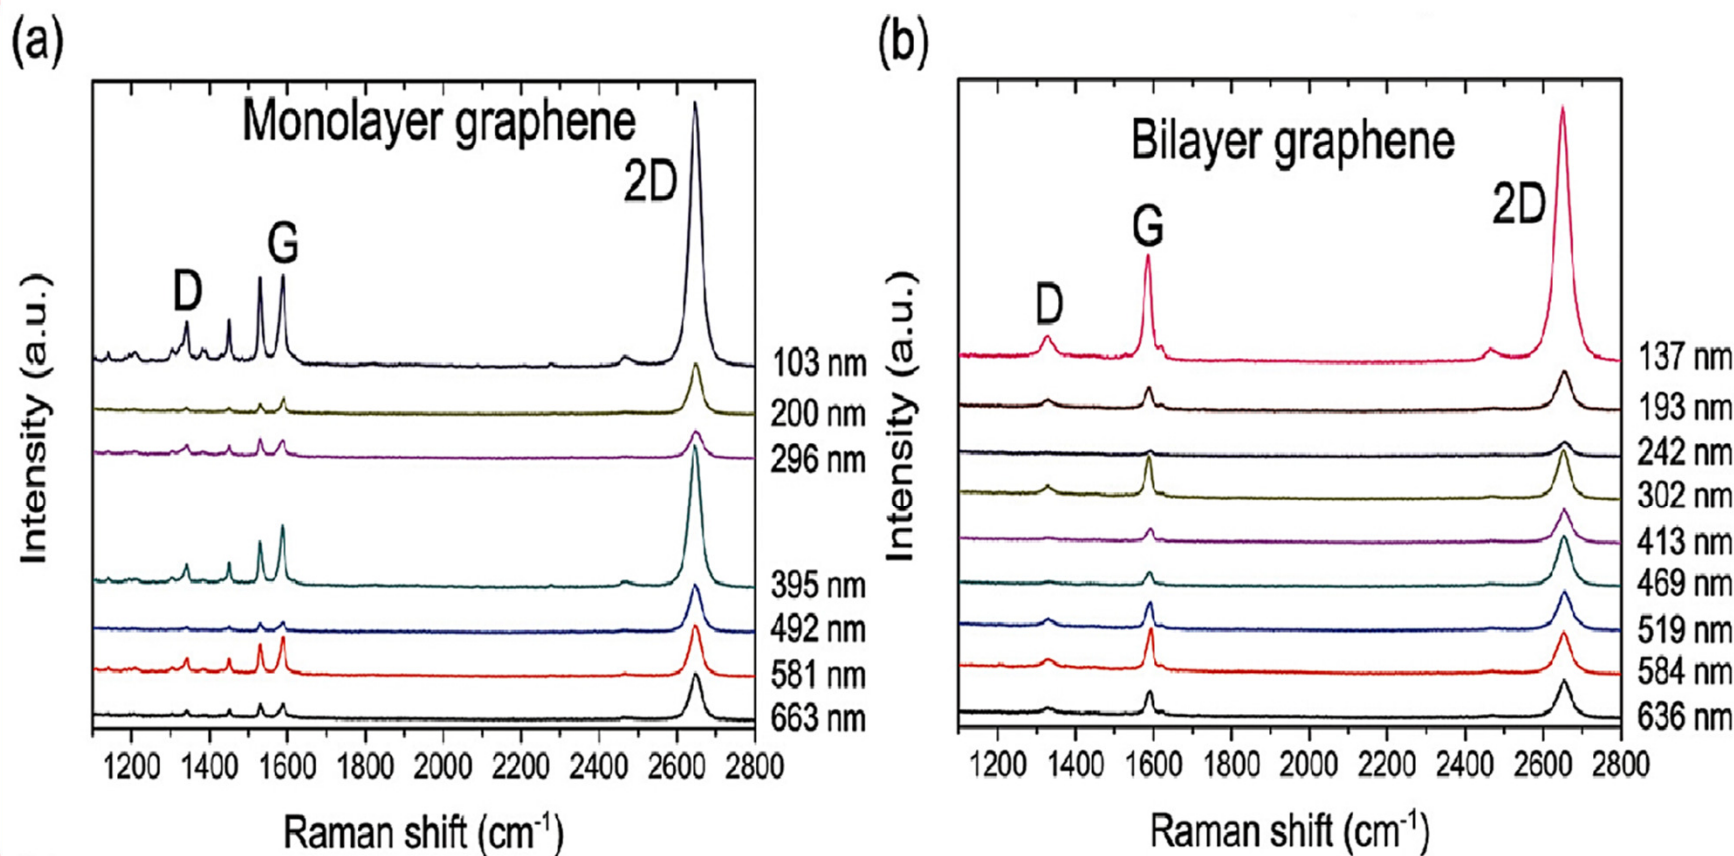 (a)
Monolayer graphene
2D
G
D
Intensity (a.u.)
103 nm
200 nm
296 nm
395 nm
492 nm
581 nm
663 nm
1200 1400 1600 1800 2000 2200 2400 2600 2800
Raman shift (cm⁻¹)
(b)
Bilayer graphene
2D
G
D
Intensity (a.u.)
137 nm
193 nm
242 nm
302 nm
413 nm
469 nm
519 nm
584 nm
636 nm
1200 1400 1600 1800 2000 2200 2400 2600 2800
Raman shift (cm⁻¹)